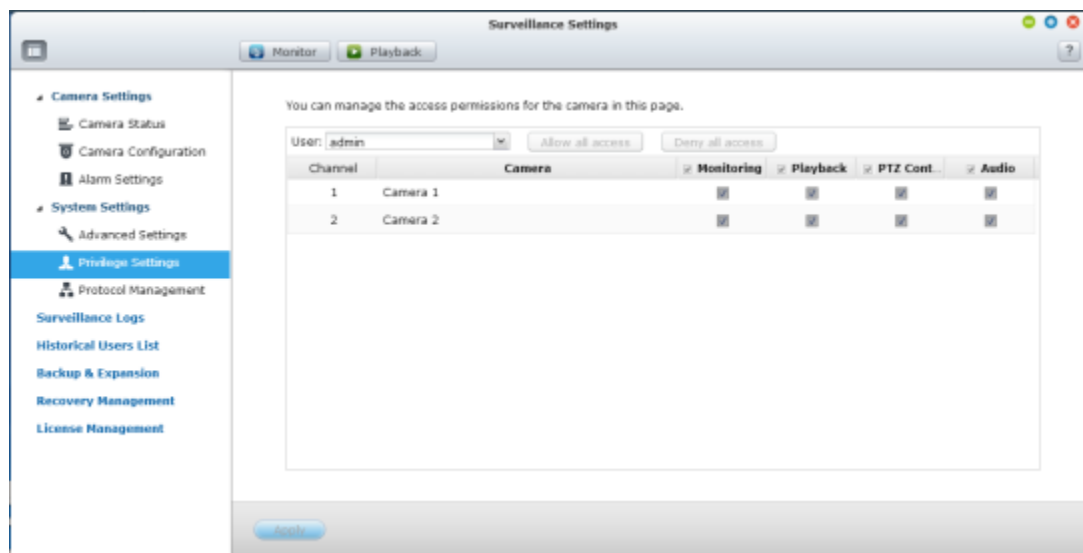 Surveillance Settings
Monitor Playback ?
Camera Settings
Camera Status
Camera Configuration
Alarm Settings
System Settings
Advanced Settings
Privilege Settings
Protocol Management
Surveillance Logs
Historical Users List
Backup & Expansion
Recovery Management
License Management
You can manage the access permissions for the camera in this page.
User: admin Allow all access Deny all access
Channel Camera Monitoring Playback PTZ Cont... Audio
1 Camera 1
2 Camera 2
Apply